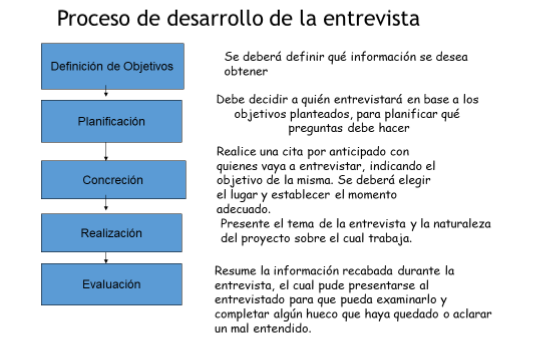 Proceso de desarrollo de la entrevista
Definición de Objetivos
Se deberá definir qué información se desea
obtener
Planificación
Debe decidir a quién entrevistará en base a los
objetivos planteados, para planificar qué
preguntas debe hacer
Concreción
Realice una cita por anticipado con
quienes vaya a entrevistar, indicando el
objetivo de la misma. Se deberá elegir
el lugar y establecer el momento
adecuado.
Realización
Presente el tema de la entrevista y la naturaleza
del proyecto sobre el cual trabaja.
Evaluación
Resume la información recabada durante la
entrevista, el cual pude presentarse al
entrevistado para que pueda examinarlo y
completar algún hueco que haya quedado o aclarar
un mal entendido.